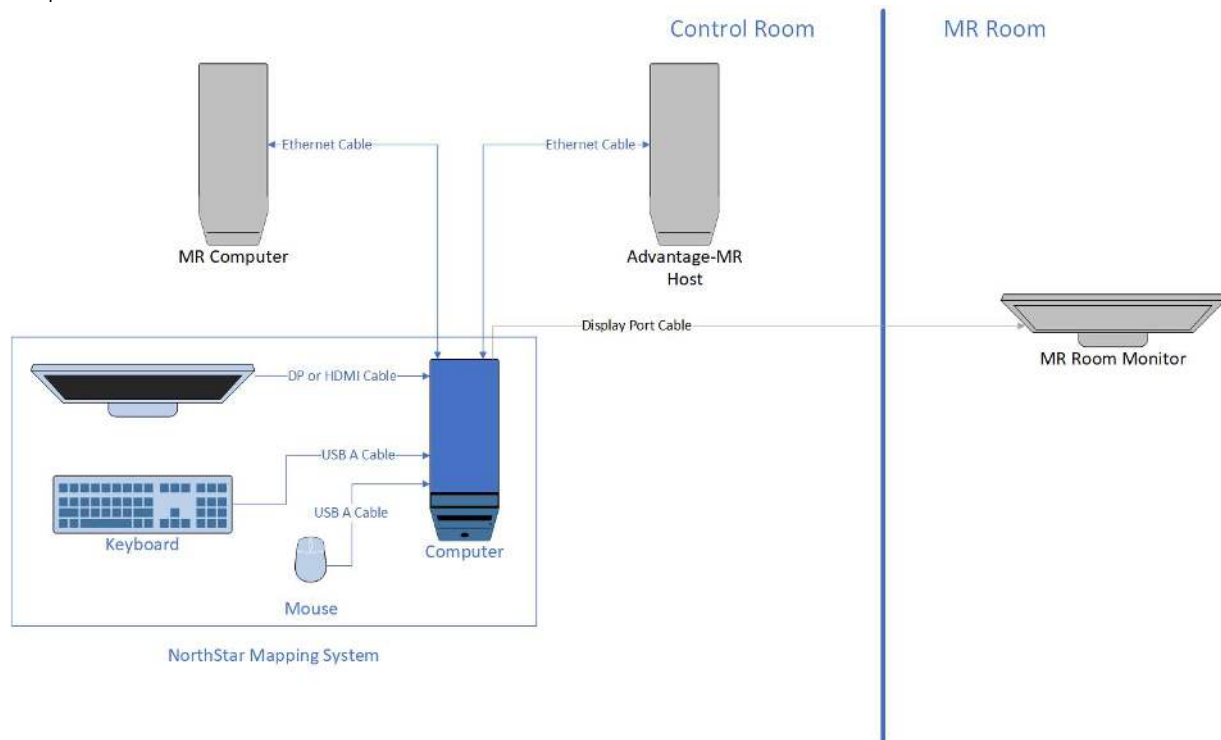 Control Room
MR Room
Ethernet Cable
Ethernet Cable
MR Computer
Advantage-MR
Host
Display Port Cable
MR Room Monitor
DP or HDMI Cable
USB A Cable
USB A Cable
Keyboard
Computer
Mouse
NorthStar Mapping System